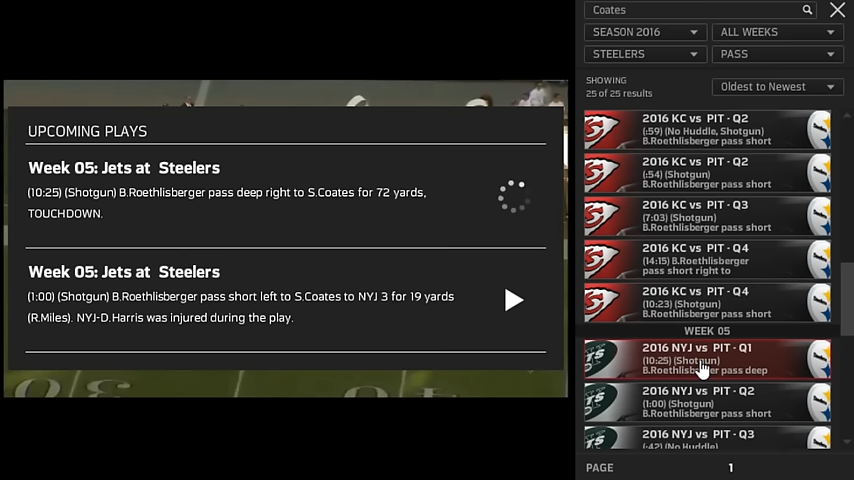 UPCOMING PLAYS
Week 05: Jets at Steelers
(10:25) (Shotgun) B.Roethlisberger pass deep right to S.Coates for 72 yards,
TOUCHDOWN.
Week 05: Jets at Steelers
(1:00) (Shotgun) B.Roethlisberger pass short left to S.Coates to NYJ 3 for 19 yards
(R.Miles). NYJ-D.Harris was injured during the play.
Coates
SEASON 2016
ALL WEEKS
STEELERS
PASS
SHOWING
25 of 25 results
Oldest to Newest
2016 KC vs PIT - Q2
(:59) (No Huddle, Shotgun)
B.Roethlisberger pass short
2016 KC vs PIT - Q2
(:54) (Shotgun)
B.Roethlisberger pass short
2016 KC vs PIT - Q3
(7:03) (Shotgun)
B.Roethlisberger pass short
2016 KC vs PIT - Q4
(14:15) B.Roethlisberger
pass short right to
2016 KC vs PIT - Q4
(10:23) (Shotgun)
B.Roethlisberger pass short
WEEK 05
2016 NYJ vs PIT - Q1
(10:25) (Shotgun)
B.Roethlisberger pass deep
2016 NYJ vs PIT - Q2
(1:00) (Shotgun)
B.Roethlisberger pass short
2016 NYJ vs PIT - Q3
(:42) (No Huddle)
PAGE
1